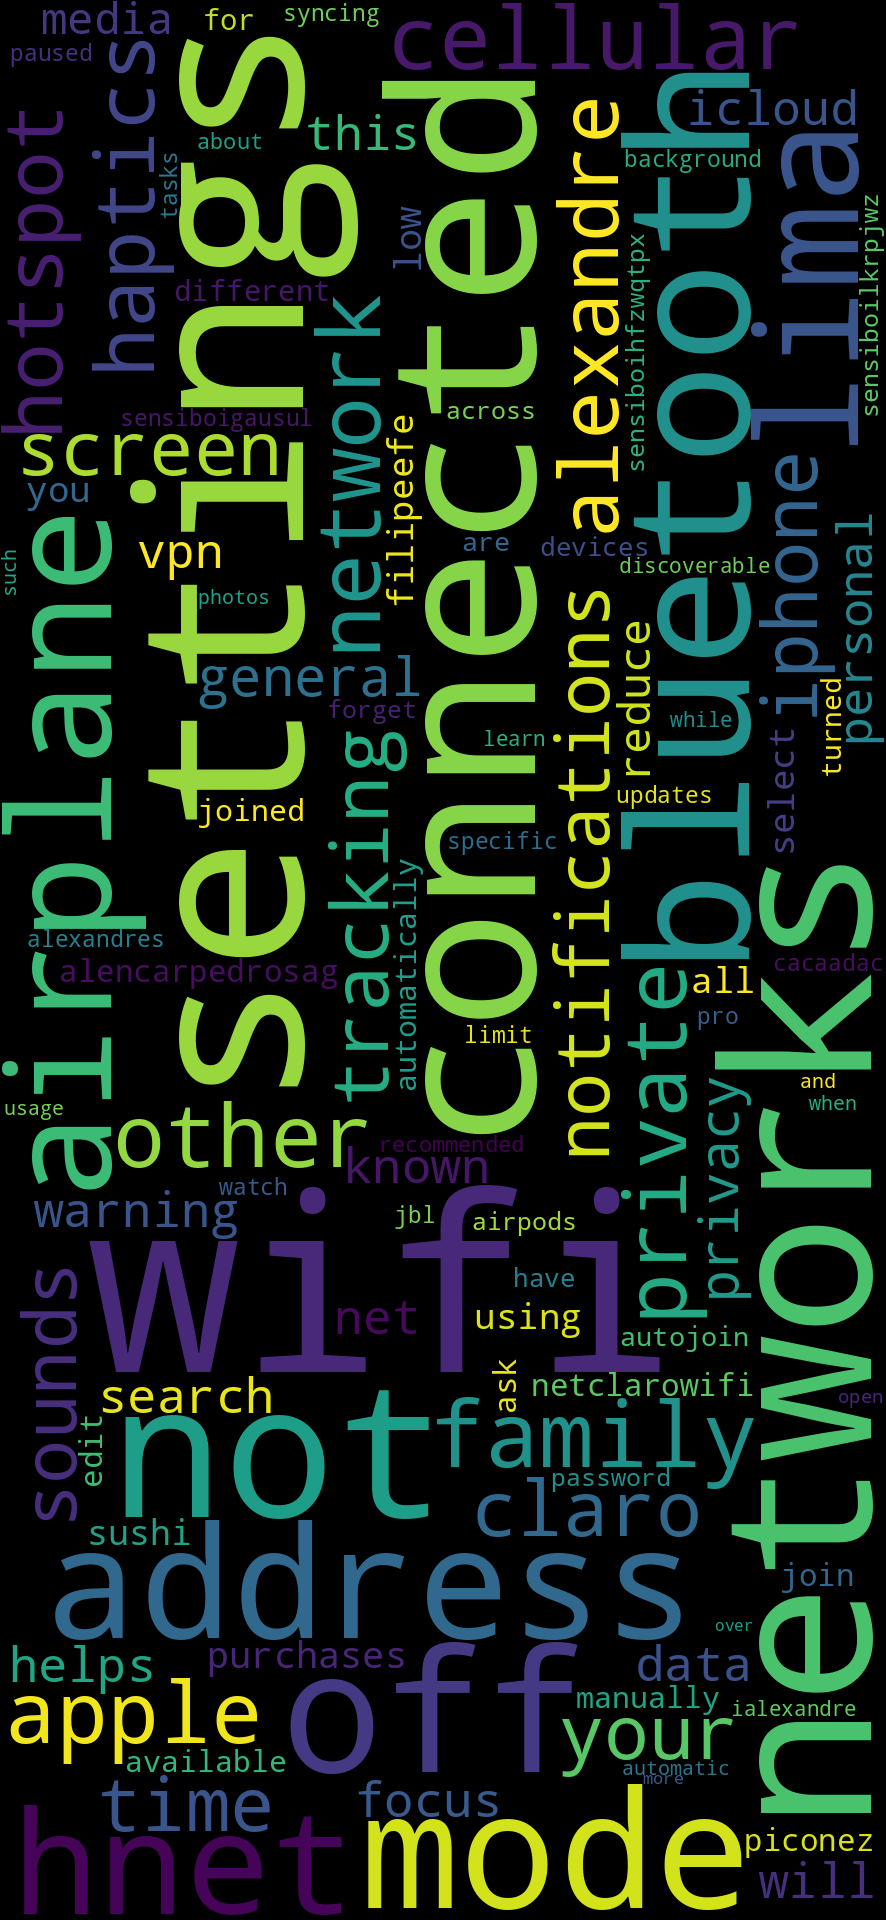 media
for
syncing
cellular
paused
haptics
settings
connected
hotspot
this
about
tasks
alexandre
bluetooth
icloud
lima
background
low
different
network
sensiboihfzwqtpx
sensiboilkrpjwz
sensiboigausul
across
screen
filipeefe
you
vpn
are
devices
iphone
personal
airplane
such
photos
discoverable
notifications
reduce
general
forget
tracking
learn
while
turned
select
joined
updates
specific
automatically
networks
alexandres
alencarpedrosag
all
cacaadac
private
limit
pro
privacy
and
when
usage
other
recommended
known
warning
watch
wifi
jbl
airpods
sounds
have
net
using
autojoin
search
ask
netclarowifi
open
not
family
edit
password
claro
sushi
address
join
over
helps
purchases
off
data
apple
manually
your
ialexandre
available
automatic
more
time
focus
hnet
mode
piconez
will